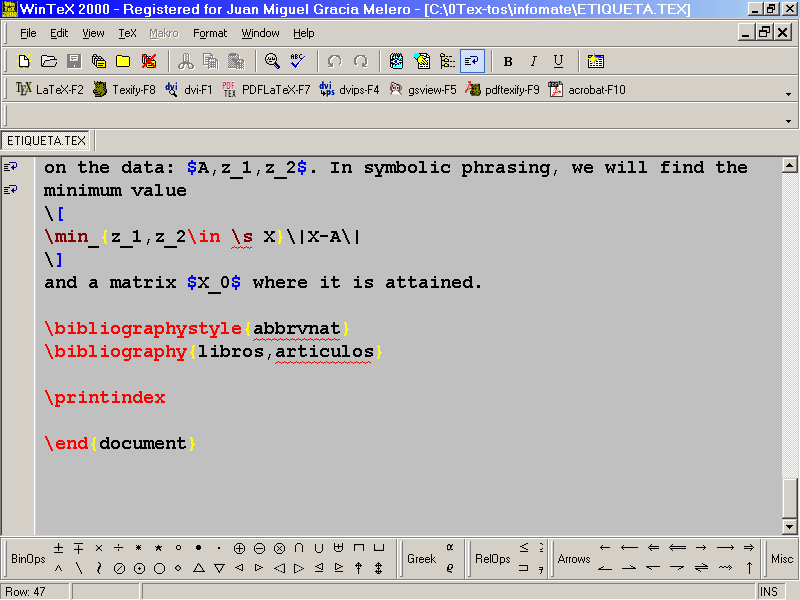 WinTeX 2000 - Registered for Juan Miguel Gracia Melero - [C:\0Tex-tos\infomate\ETIQUETA.TEX]
File Edit View TeX Makro Format Window Help
B I U
LaTeX-F2 Texify-F8 dvi-F1 PDFLaTeX-F7 dvips-F4 gsview-F5 pdftexify-F9 acrobat-F10
ETIQUETA.TEX
on the data: $A,z_1,z_2$. In symbolic phrasing, we will find the
minimum value
\[
\min_{z_1,z_2\in \s X}\|X-A\|
\]
and a matrix $X_0$ where it is attained.
\bibliographystyle{abbrvnat}
\bibliography{libros,articulos}
\printindex
\end{document}
BinOps Greek RelOps Arrows Misc
Row: 47 INS